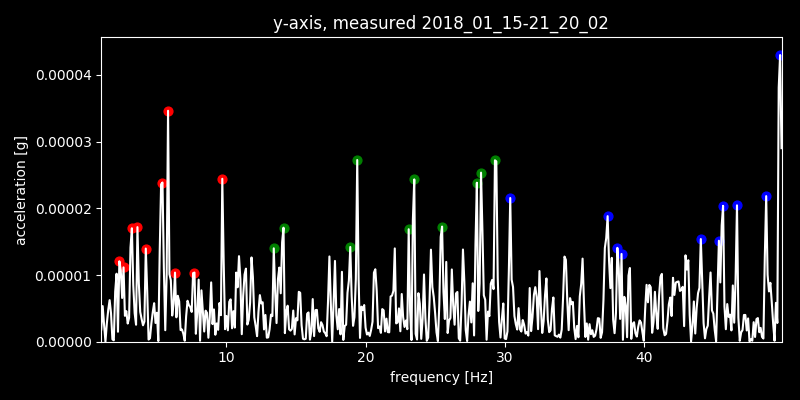 y-axis, measured 2018_01_15-21_20_02
acceleration [g]
0.00004
0.00003
0.00002
0.00001
0.00000
10 20 30 40
frequency [Hz]